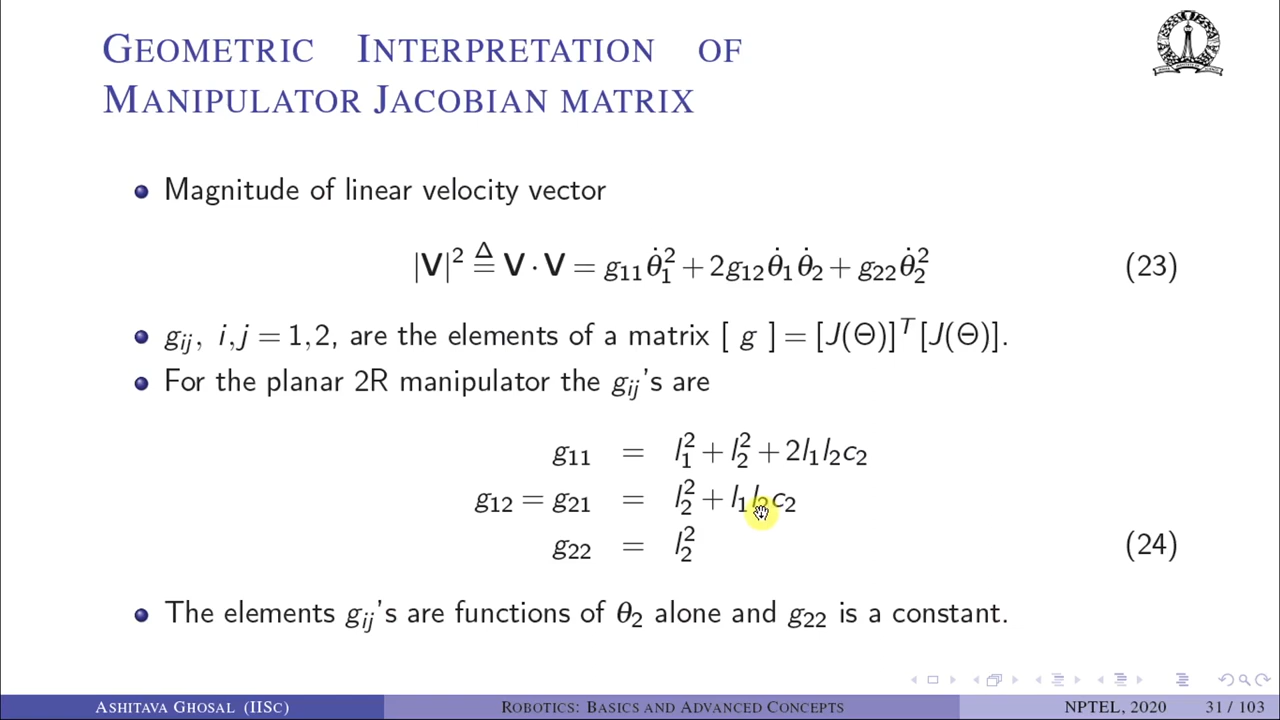 GEOMETRIC INTERPRETATION OF
MANIPULATOR JACOBIAN MATRIX
Magnitude of linear velocity vector
|V|² ≜ V · V = g₁₁θ̇₁² + 2g₁₂θ̇₁θ̇₂ + g₂₂θ̇₂² (23)
gᵢⱼ, i,j = 1,2, are the elements of a matrix [ g ] = [J(Θ)]ᵀ[J(Θ)].
For the planar 2R manipulator the gᵢⱼ's are
g₁₁ = l₁² + l₂² + 2l₁l₂c₂
g₁₂ = g₂₁ = l₂² + l₁l₂c₂
g₂₂ = l₂² (24)
The elements gᵢⱼ's are functions of θ₂ alone and g₂₂ is a constant.
ASHITAVA GHOSAL (IISC) ROBOTICS: BASICS AND ADVANCED CONCEPTS NPTEL, 2020 31 / 103